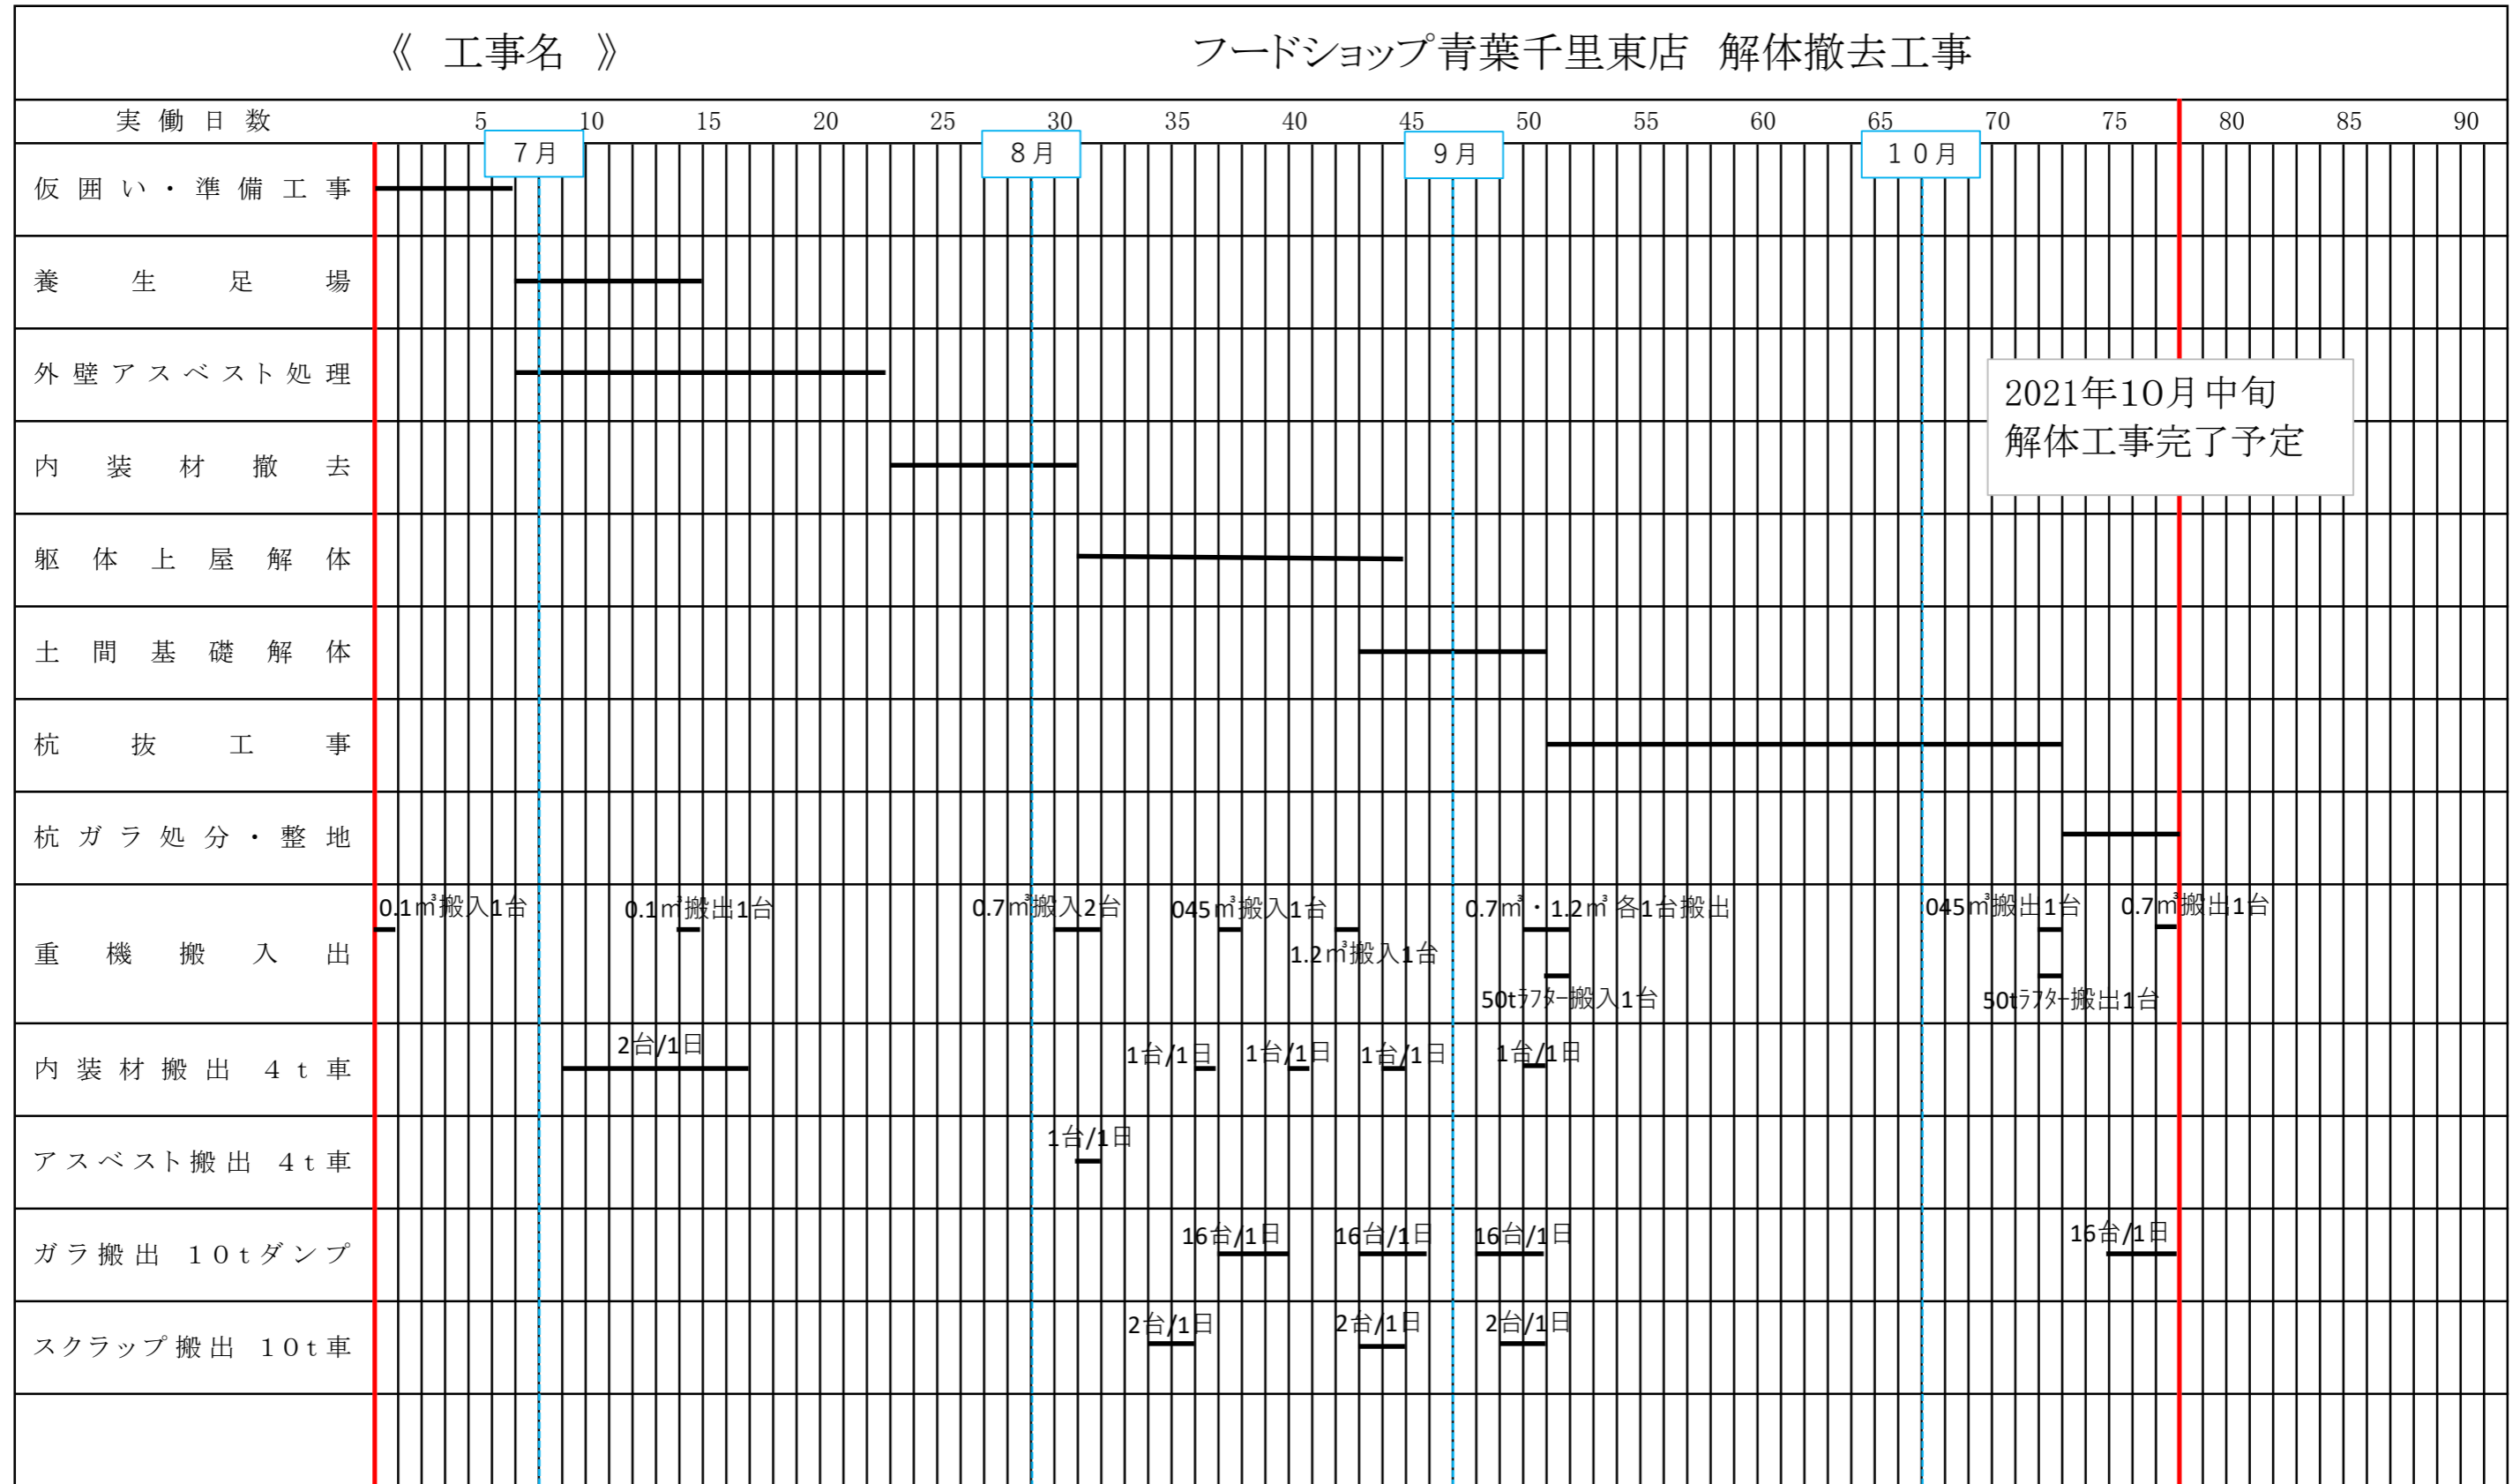 《 工事名 》 フードショップ青葉千里東店 解体撤去工事
実働日数 5 10 15 20 25 30 35 40 45 50 55 60 65 70 75 80 85 90
7月 8月 9月 10月
仮囲い・準備工事
養生足場
外壁アスベスト処理
2021年10月中旬
解体工事完了予定
内装材撤去
躯体上屋解体
土間基礎解体
杭抜工事
杭ガラ処分・整地
重機搬入出
0.1㎥搬入1台 0.1㎥搬出1台 0.7㎥搬入2台 045㎥搬入1台 0.7㎥・1.2㎥ 各1台搬出 045㎥搬出1台 0.7㎥搬出1台
1.2㎥搬入1台
50tﾗﾌﾀｰ搬入1台 50tﾗﾌﾀｰ搬出1台
内装材搬出 4t車 2台/1日 1台/1日 1台/1日 1台/1日 1台/1日
アスベスト搬出 4t車 1台/1日
ガラ搬出 10tダンプ 16台/1日 16台/1日 16台/1日 16台/1日
スクラップ搬出 10t車 2台/1日 2台/1日 2台/1日